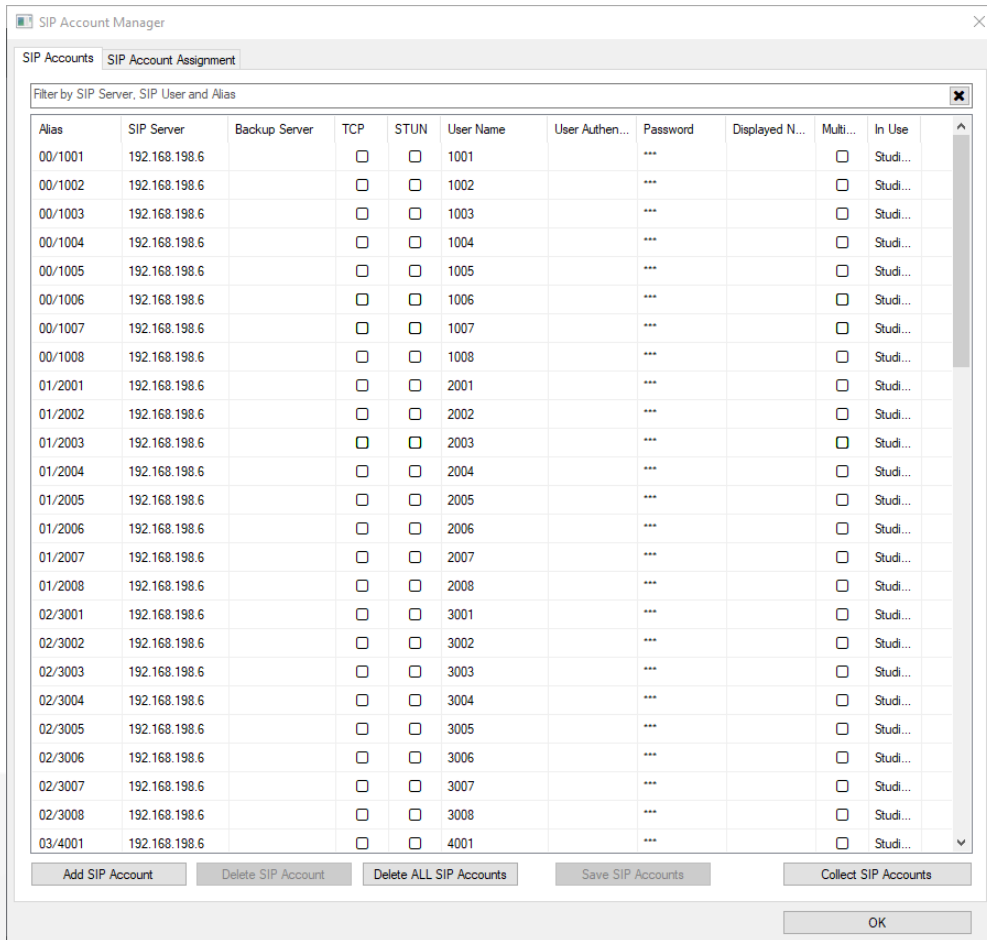 SIP Account Manager
SIP Accounts SIP Account Assignment
Filter by SIP Server, SIP User and Alias
Alias SIP Server Backup Server TCP STUN User Name User Authen... Password Displayed N... Multi... In Use
00/1001 192.168.198.6 1001 *** Studi...
00/1002 192.168.198.6 1002 *** Studi...
00/1003 192.168.198.6 1003 *** Studi...
00/1004 192.168.198.6 1004 *** Studi...
00/1005 192.168.198.6 1005 *** Studi...
00/1006 192.168.198.6 1006 *** Studi...
00/1007 192.168.198.6 1007 *** Studi...
00/1008 192.168.198.6 1008 *** Studi...
01/2001 192.168.198.6 2001 *** Studi...
01/2002 192.168.198.6 2002 *** Studi...
01/2003 192.168.198.6 2003 *** Studi...
01/2004 192.168.198.6 2004 *** Studi...
01/2005 192.168.198.6 2005 *** Studi...
01/2006 192.168.198.6 2006 *** Studi...
01/2007 192.168.198.6 2007 *** Studi...
01/2008 192.168.198.6 2008 *** Studi...
02/3001 192.168.198.6 3001 *** Studi...
02/3002 192.168.198.6 3002 *** Studi...
02/3003 192.168.198.6 3003 *** Studi...
02/3004 192.168.198.6 3004 *** Studi...
02/3005 192.168.198.6 3005 *** Studi...
02/3006 192.168.198.6 3006 *** Studi...
02/3007 192.168.198.6 3007 *** Studi...
02/3008 192.168.198.6 3008 *** Studi...
03/4001 192.168.198.6 4001 *** Studi...
Add SIP Account Delete SIP Account Delete ALL SIP Accounts Save SIP Accounts Collect SIP Accounts
OK